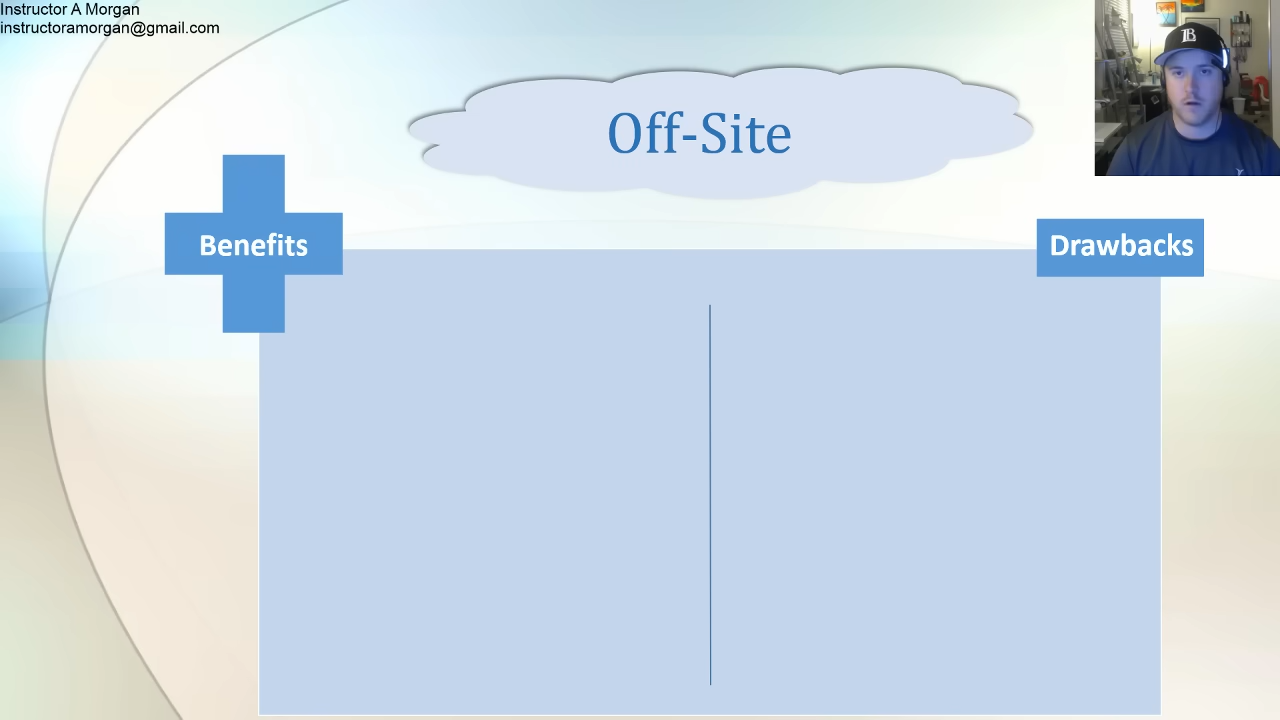 Instructor A Morgan
instructoramorgan@gmail.com
Off-Site
Benefits
Drawbacks
B